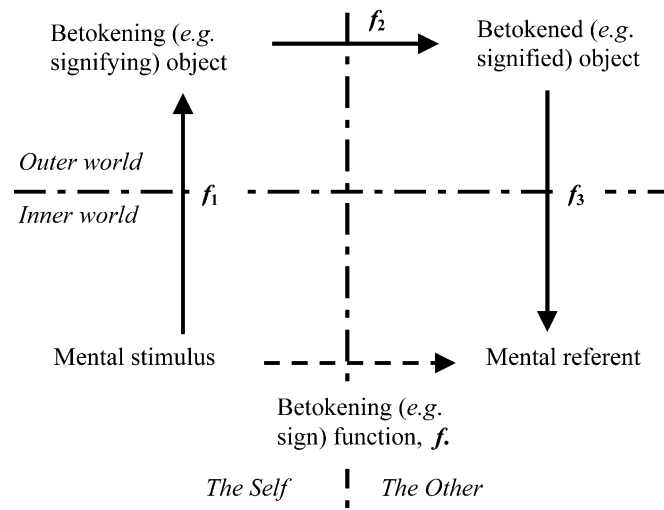 Betokening (e.g.
signifying) object
f2
Betokened (e.g.
signified) object
Outer world
f1
f3
Inner world
Mental stimulus
Mental referent
Betokening (e.g.
sign) function, f.
The Self
The Other